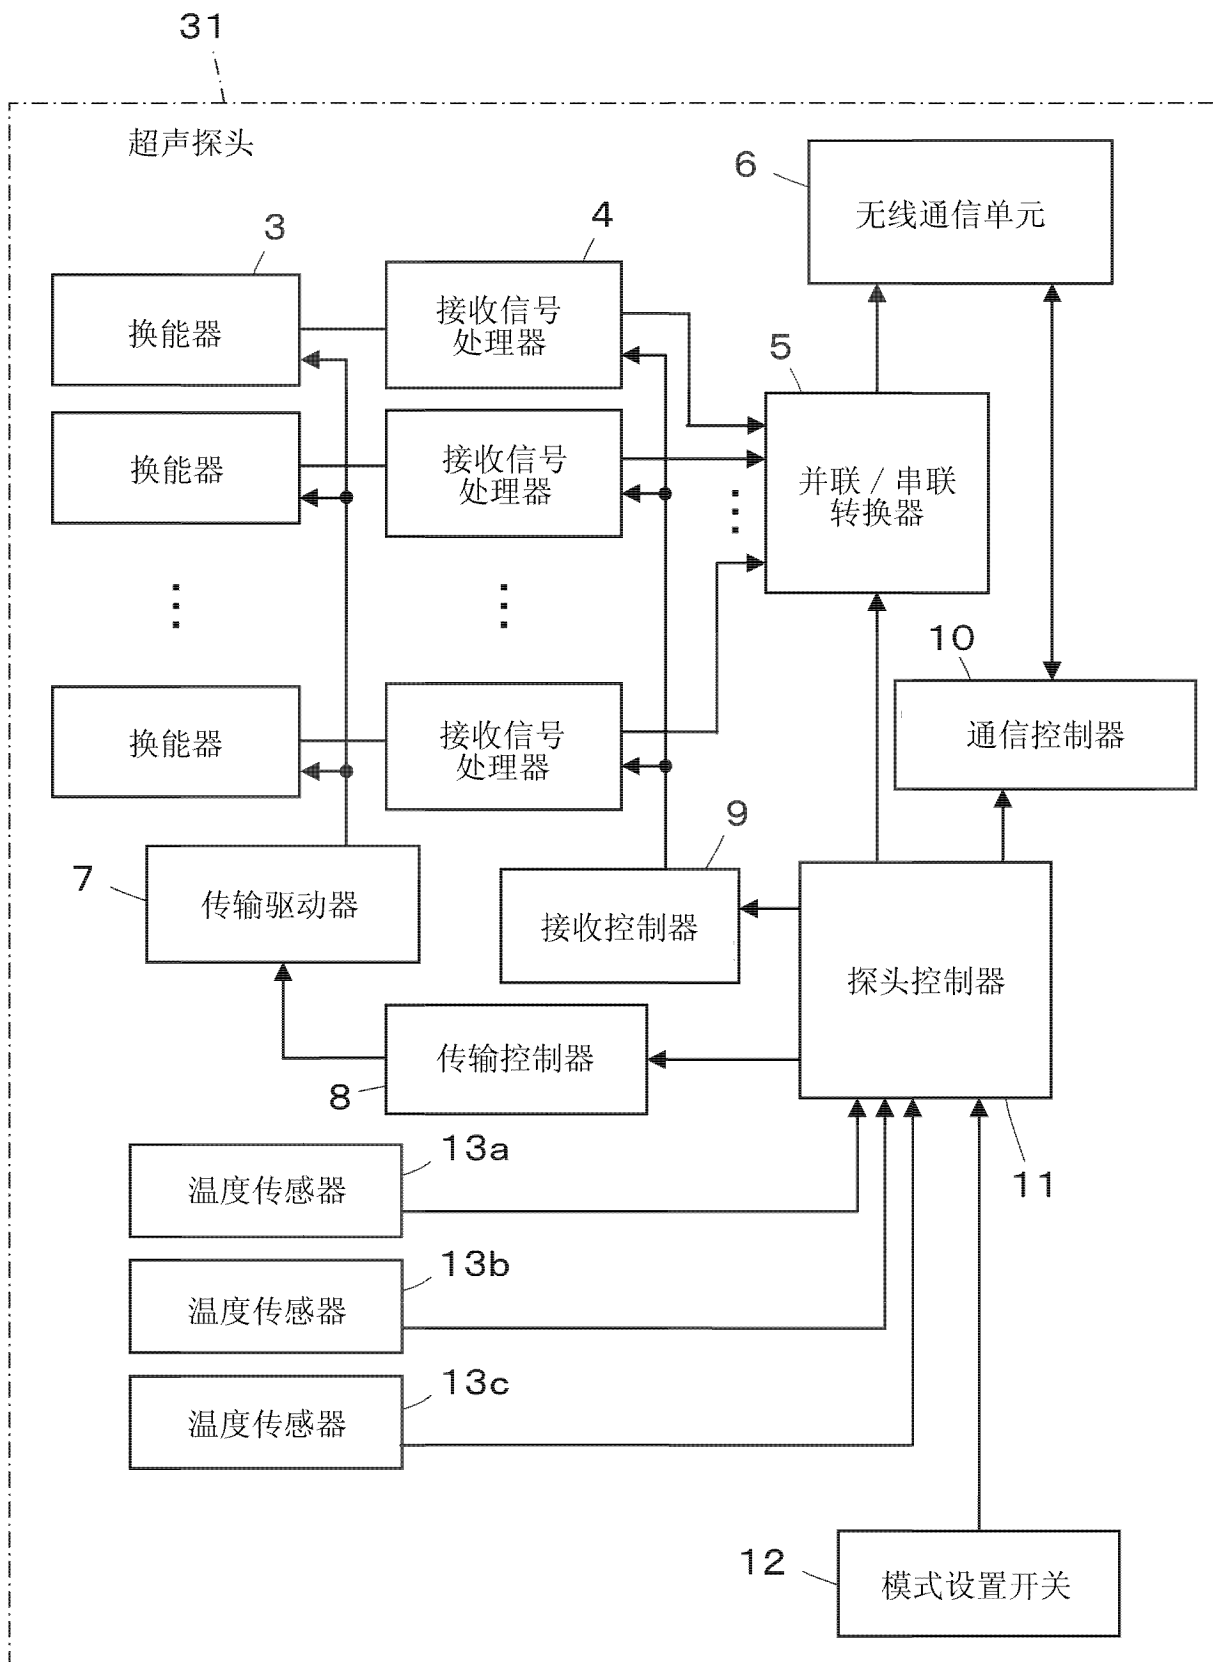 31
超声探头
6
无线通信单元
3
换能器
4
接收信号
处理器
5
并联 / 串联
转换器
换能器
接收信号
处理器
10
通信控制器
换能器
接收信号
处理器
7
传输驱动器
9
接收控制器
探头控制器
11
传输控制器
8
13a
温度传感器
13b
温度传感器
13c
温度传感器
12
模式设置开关